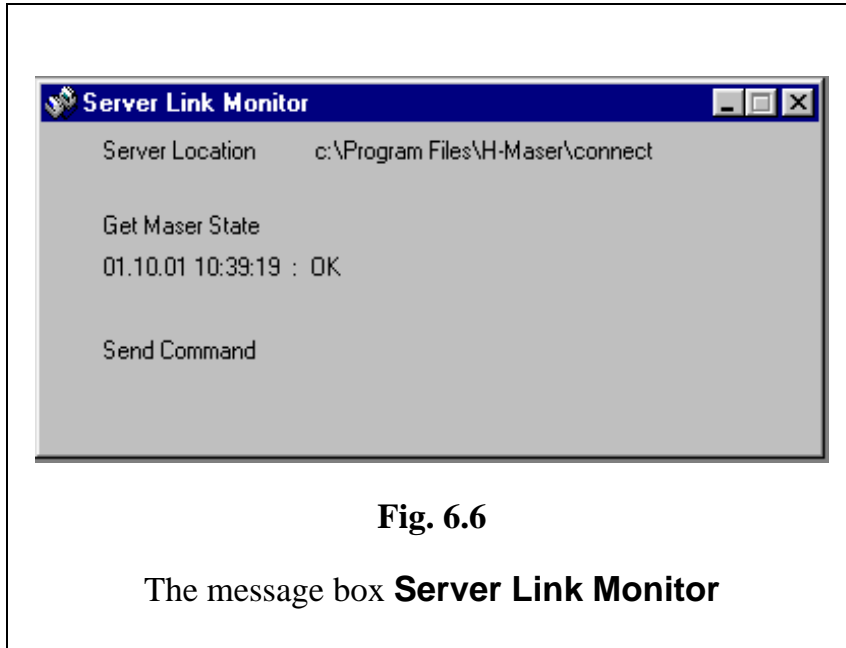 Server Link Monitor
Server Location c:\Program Files\H-Maser\connect
Get Maser State
01.10.01 10:39:19 : OK
Send Command
Fig. 6.6
The message box Server Link Monitor